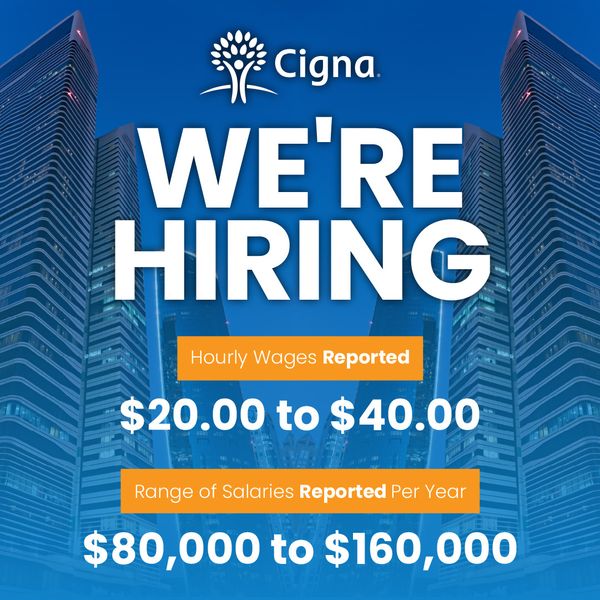 Cigna®
WE'RE
HIRING
Hourly Wages Reported
$20.00 to $40.00
Range of Salaries Reported Per Year
$80,000 to $160,000